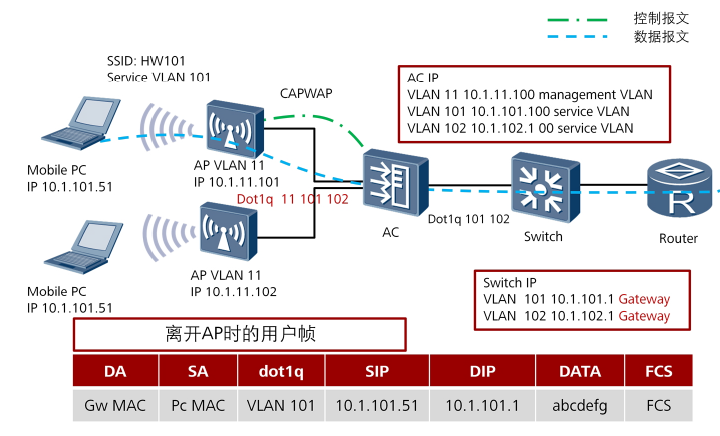 控制报文
数据报文
SSID: HW101
Service VLAN 101
CAPWAP
AC IP
VLAN 11 10.1.11.100 management VLAN
VLAN 101 10.1.101.100 service VLAN
VLAN 102 10.1.102.1 00 service VLAN
Mobile PC
IP 10.1.101.51
AP VLAN 11
IP 10.1.11.101
Dot1q 11 101 102
AC
Dot1q 101 102
Switch
R
Router
Mobile PC
IP 10.1.101.51
AP VLAN 11
IP 10.1.11.102
Switch IP
VLAN 101 10.1.101.1 Gateway
VLAN 102 10.1.102.1 Gateway
离开AP时的用户帧
DA SA dot1q SIP DIP DATA FCS
Gw MAC Pc MAC VLAN 101 10.1.101.51 10.1.101.1 abcdefg FCS